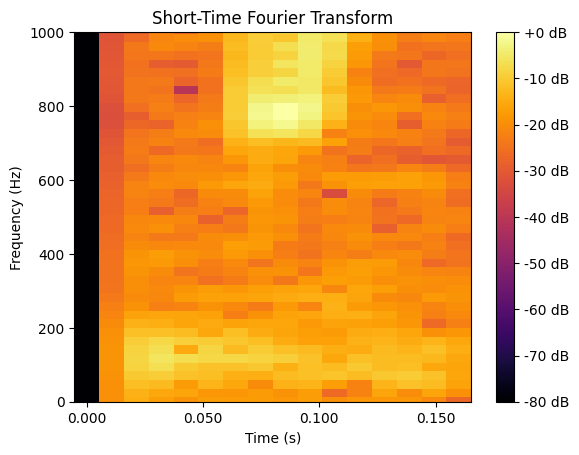 Short-Time Fourier Transform
Frequency (Hz)
1000
800
600
400
200
0
0.000
0.050
0.100
0.150
Time (s)
+0 dB
-10 dB
-20 dB
-30 dB
-40 dB
-50 dB
-60 dB
-70 dB
-80 dB